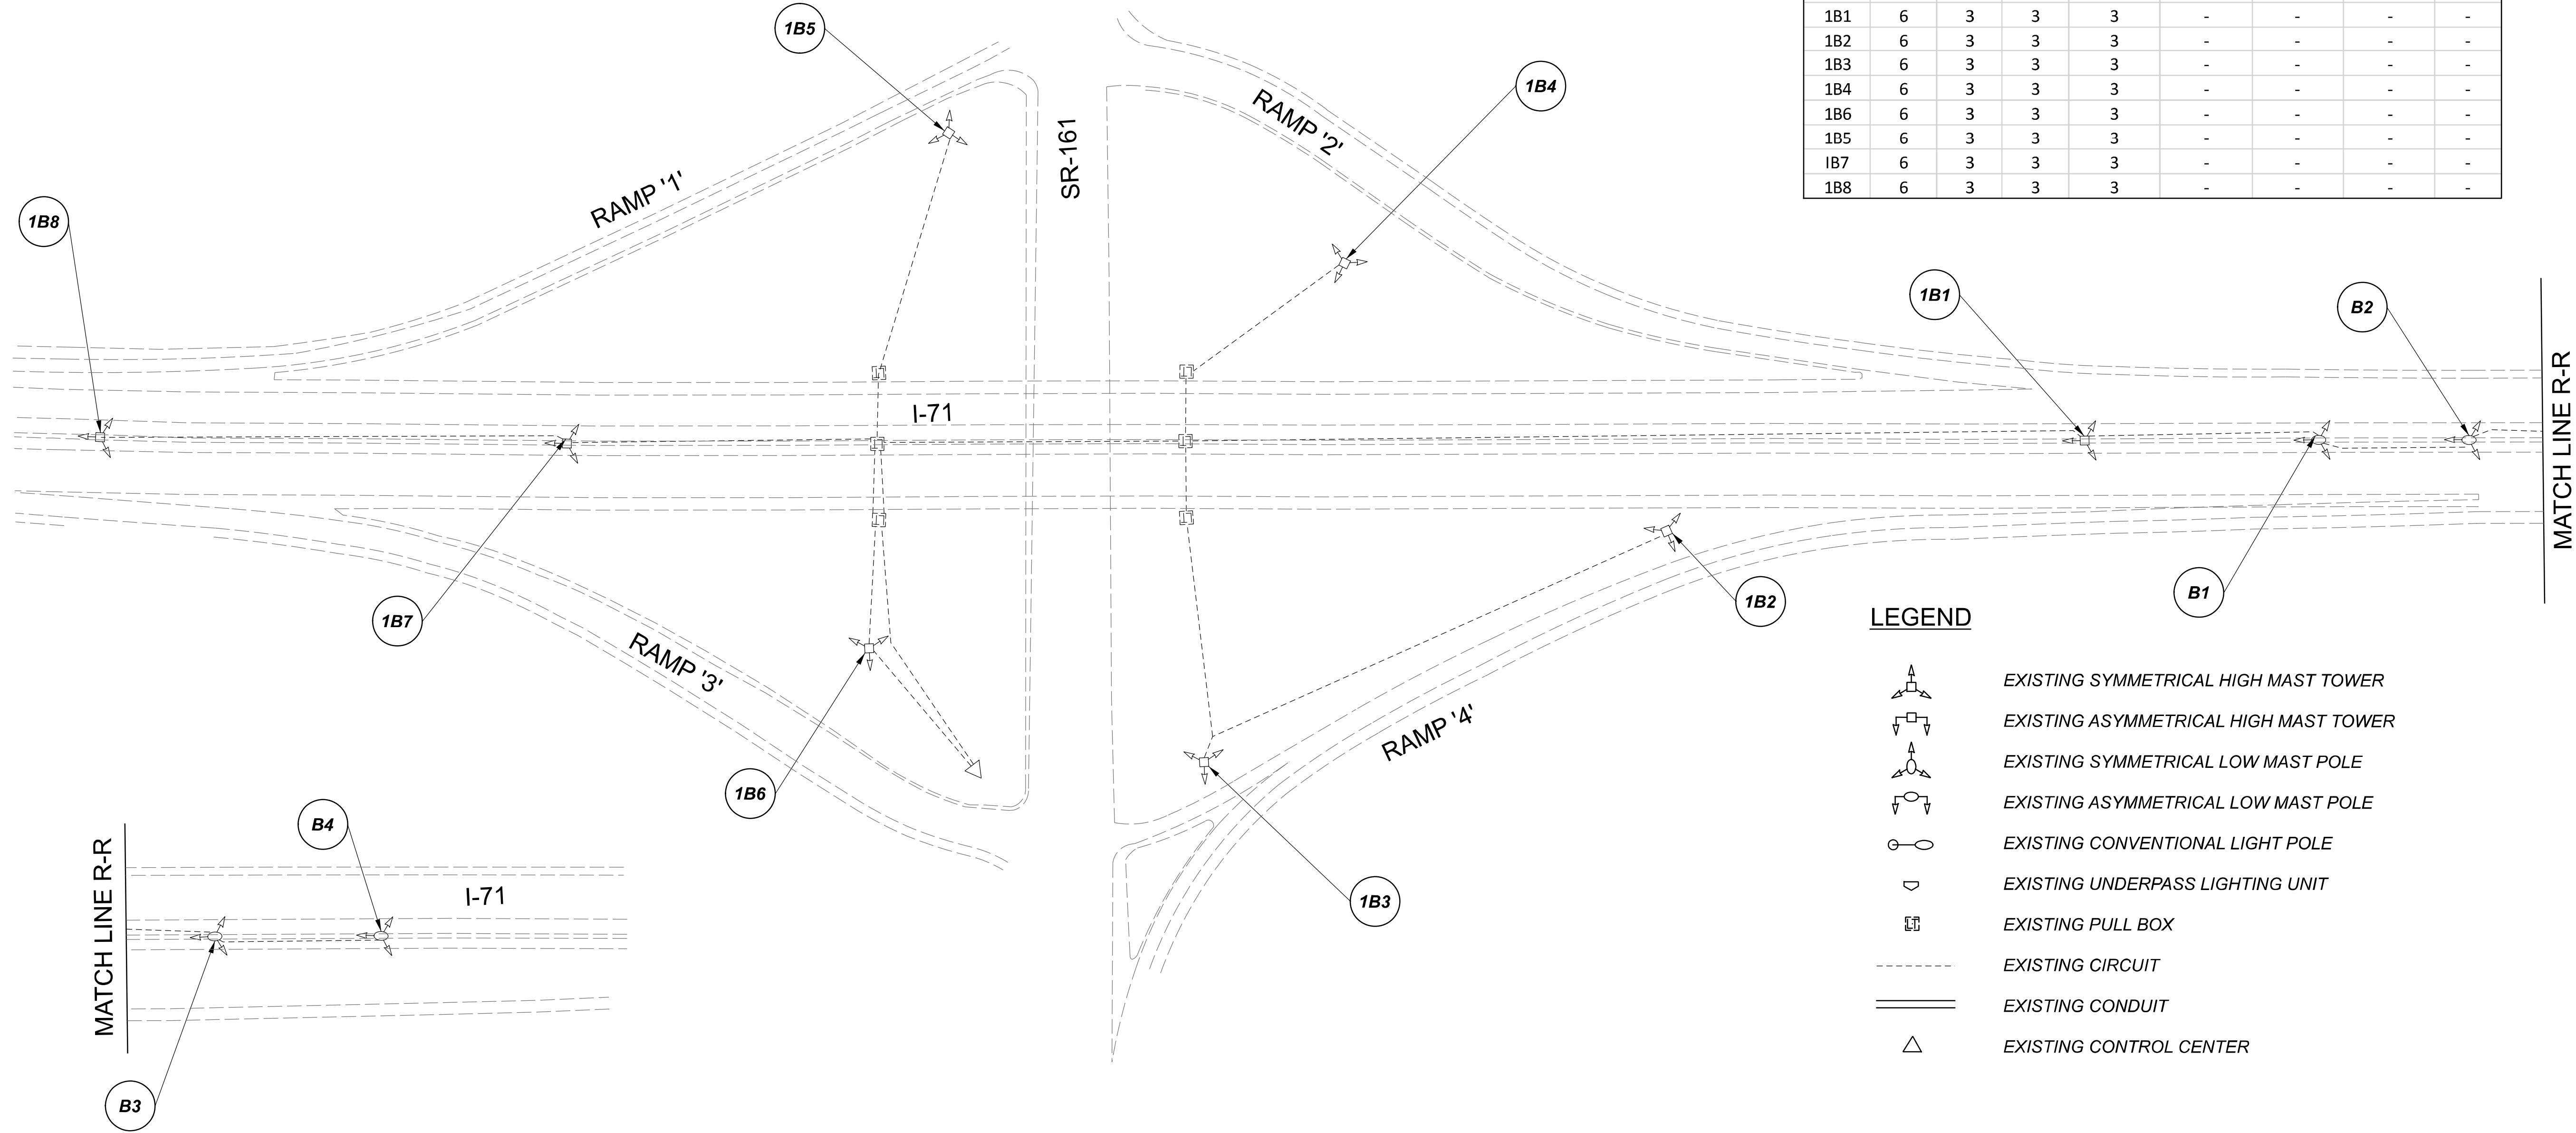 1B1 6 3 3 3 - - - -
1B2 6 3 3 3 - - - -
1B3 6 3 3 3 - - - -
1B4 6 3 3 3 - - - -
1B6 6 3 3 3 - - - -
1B5 6 3 3 3 - - - -
IB7 6 3 3 3 - - - -
1B8 6 3 3 3 - - - -
1B5
1B4
RAMP '2'
SR-161
RAMP '1'
1B8
1B1
B2
I-71
MATCH LINE R-R
1B7
1B2
B1
RAMP '3'
RAMP '4'
1B6
1B3
B4
I-71
MATCH LINE R-R
B3
LEGEND
EXISTING SYMMETRICAL HIGH MAST TOWER
EXISTING ASYMMETRICAL HIGH MAST TOWER
EXISTING SYMMETRICAL LOW MAST POLE
EXISTING ASYMMETRICAL LOW MAST POLE
EXISTING CONVENTIONAL LIGHT POLE
EXISTING UNDERPASS LIGHTING UNIT
EXISTING PULL BOX
EXISTING CIRCUIT
EXISTING CONDUIT
EXISTING CONTROL CENTER